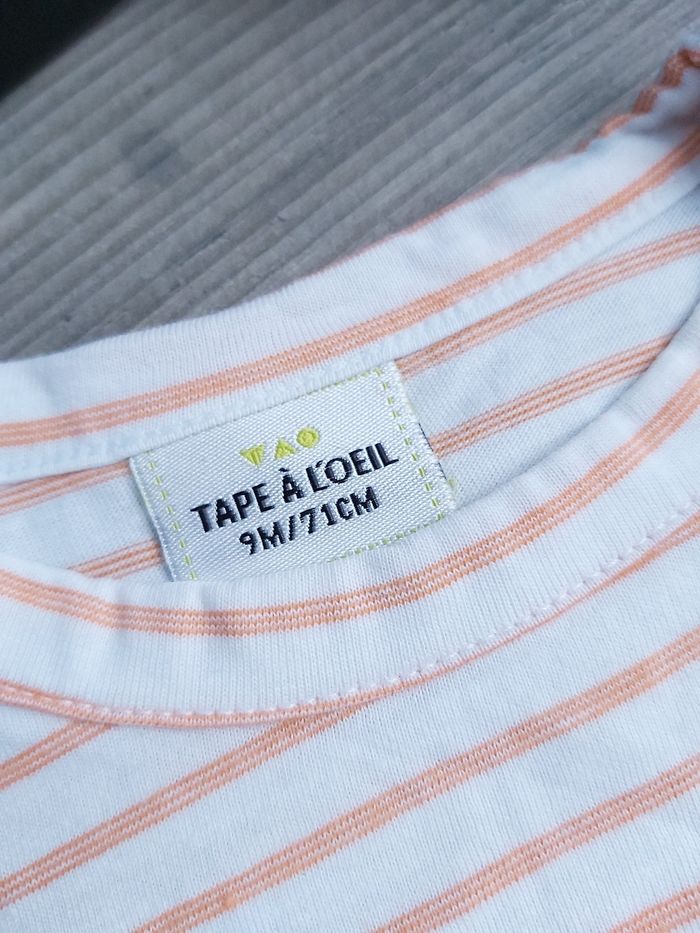 TAO
TAPE À L'OEIL
9M/71CM